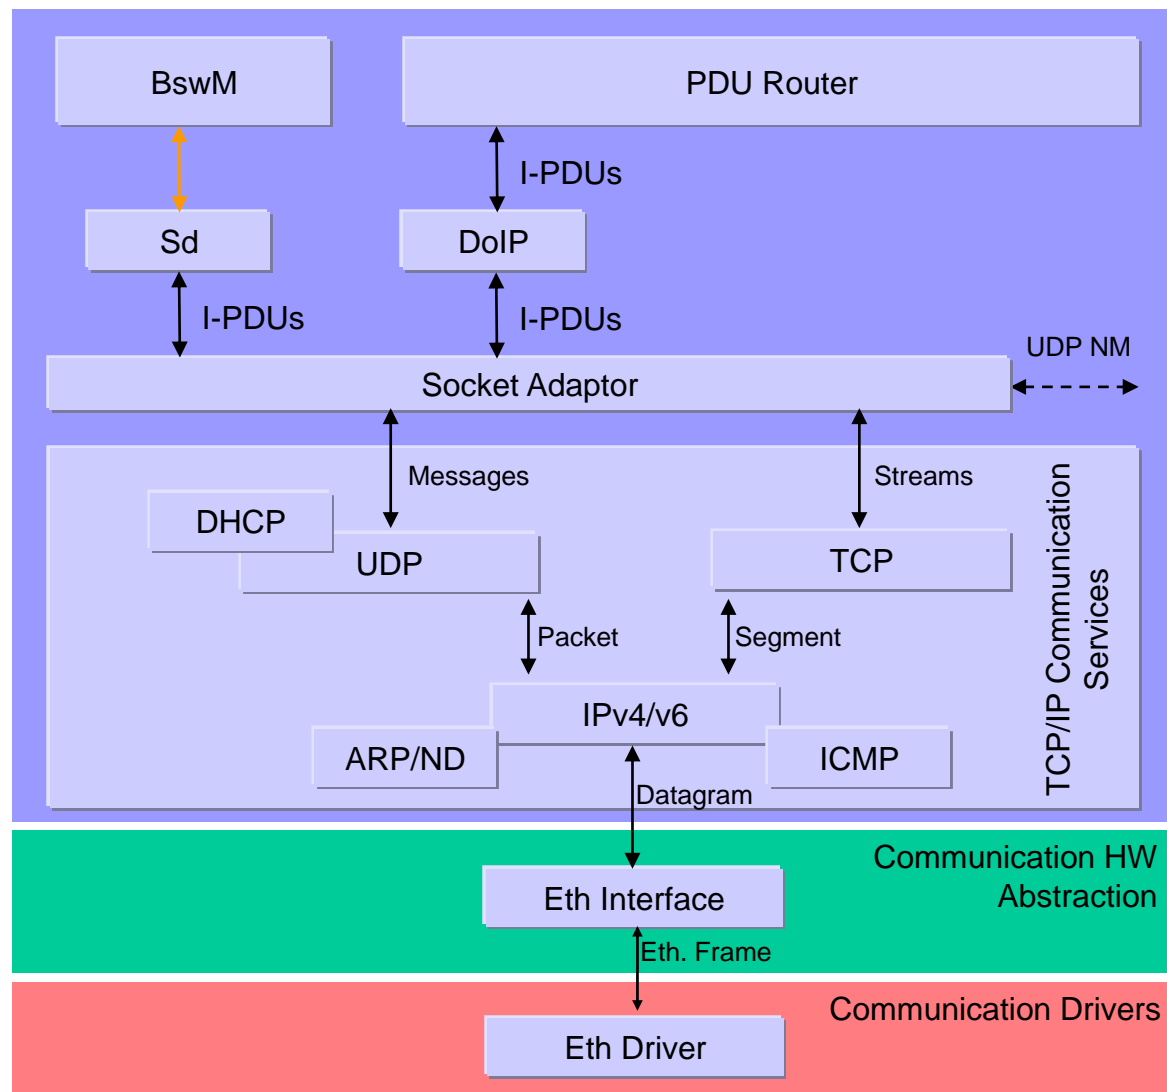 BswM
PDU Router
I-PDUs
Sd
DoIP
I-PDUs
I-PDUs
UDP NM
Socket Adaptor
Messages
Streams
DHCP
UDP
TCP
Packet
Segment
IPv4/v6
ARP/ND
ICMP
Datagram
TCP/IP Communication
Services
Communication HW
Abstraction
Eth Interface
Eth. Frame
Communication Drivers
Eth Driver